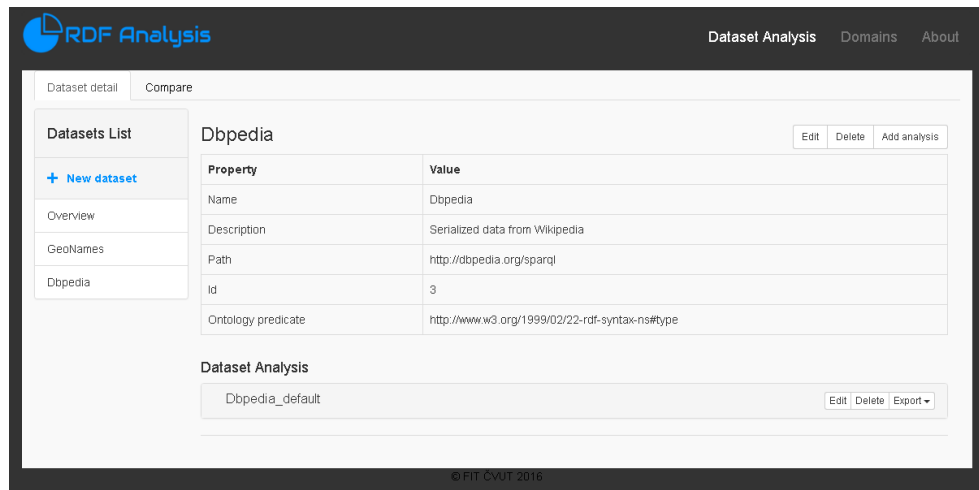 RDF Analysis
Dataset Analysis Domains About
Dataset detail Compare
Datasets List
+ New dataset
Overview
GeoNames
Dbpedia
Dbpedia
Edit Delete Add analysis
Property Value
Name Dbpedia
Description Serialized data from Wikipedia
Path http://dbpedia.org/sparql
Id 3
Ontology predicate http://www.w3.org/1999/02/22-rdf-syntax-ns#type
Dataset Analysis
Dbpedia_default Edit Delete Export
© FIT ČVUT 2016